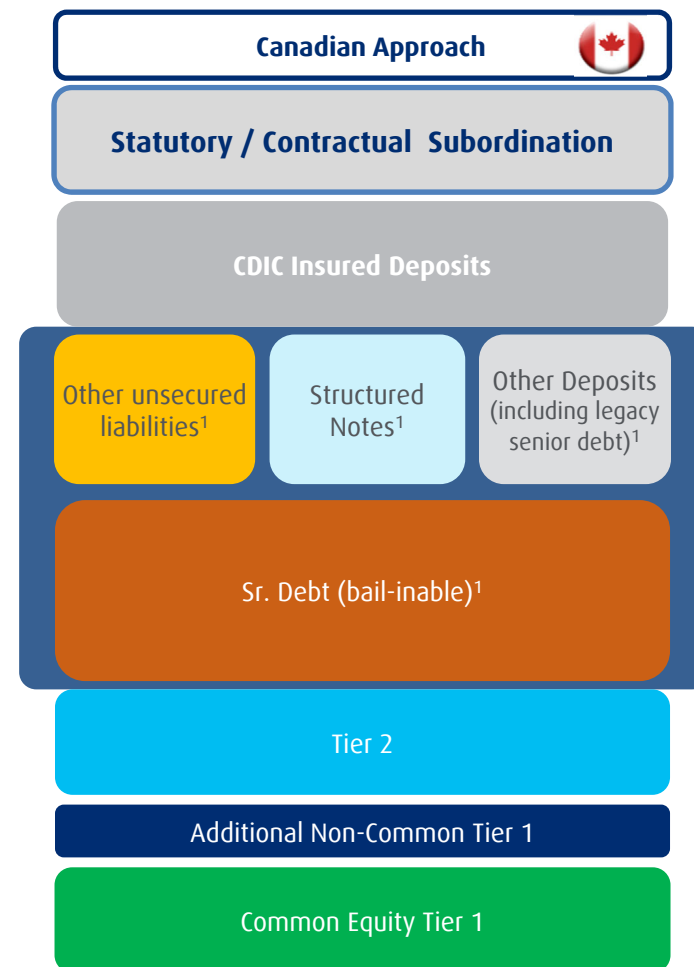 Canadian Approach
Statutory / Contractual Subordination
CDIC Insured Deposits
Other unsecured
liabilities¹
Structured
Notes¹
Other Deposits
(including legacy
senior debt)¹
Sr. Debt (bail-inable)¹
Tier 2
Additional Non-Common Tier 1
Common Equity Tier 1